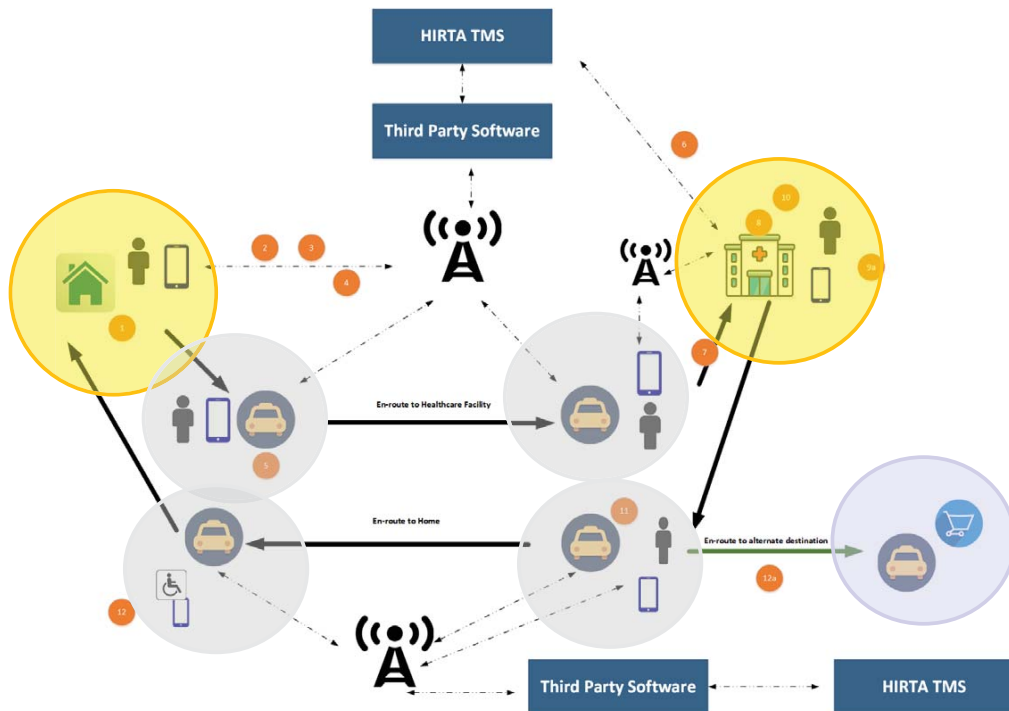 HIRTA TMS
Third Party Software
6
10
8
9a
2
3
4
1
7
En-route to Healthcare Facility
5
11
En-route to Home
En-route to alternate destination
12a
12
Third Party Software
HIRTA TMS